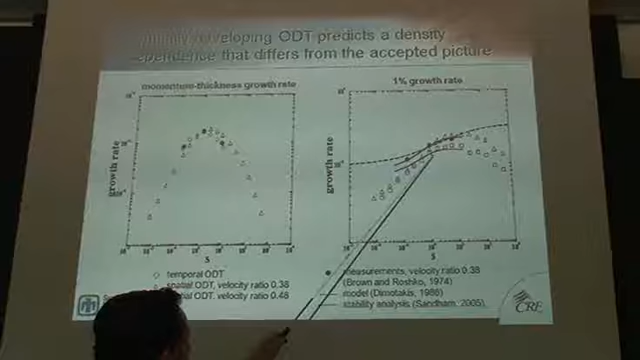 developing ODT predicts a density
dependence that differs from the accepted picture
momentum-thickness growth rate
1% growth rate
growth rate
growth rate
S
S
temporal ODT
spatial ODT, velocity ratio 0.38
spatial ODT, velocity ratio 0.48
measurements, velocity ratio 0.38
(Brown and Roshko, 1974)
model (Dimotakis, 1986)
stability analysis (Sandham, 2005)
CRE